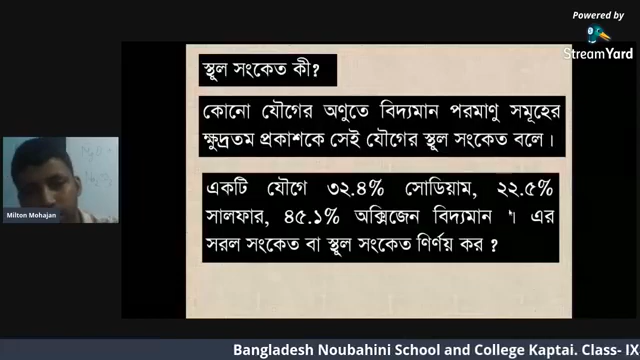 Powered by
StreamYard
স্থূল সংকেত কী?
কোনো যৌগের অণুতে বিদ্যমান পরমাণু সমূহের
ক্ষুদ্রতম প্রকাশকে সেই যৌগের স্থূল সংকেত বলে।
একটি যৌগে ৩২.৪% সোডিয়াম, ২২.৫%
সালফার, ৪৫.১% অক্সিজেন বিদ্যমান । এর
সরল সংকেত বা স্থূল সংকেত ণির্ণয় কর ?
Milton Mohajan
Bangladesh Noubahini School and College Kaptai. Class- IX